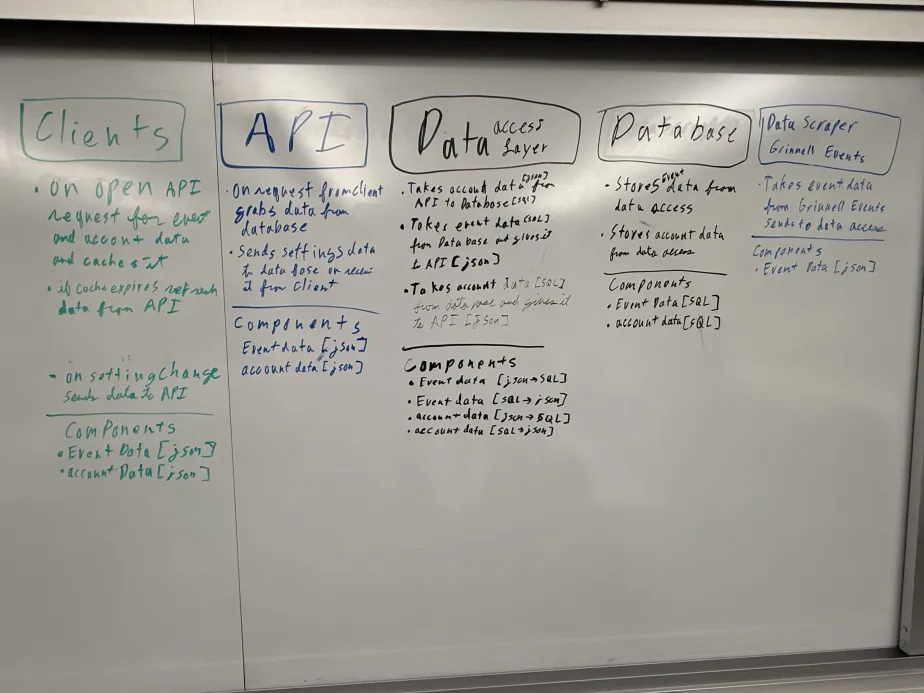 Clients
• on open API
request for event
and account data
and caches it
• if cache expires refresh
data from API
• on setting change
sends data to API
Components
• Event Data [json]
• account Data [json]
API
• On request from client
grabs data from
database
• Sends settings data
to data base on
it from client
Components
Event data [json]
account data [json]
Data access
layer
• Takes account data [json] from
API to Database [sql]
• Takes event data [SQL]
from Database and gives it
to API [json]
• Takes account data [SQL]
from data base and gives it
to API [json]
Components
• Event data [json → SQL]
• Event data [SQL → json]
• account data [json → SQL]
• account data [SQL → json]
Database
• Stores event data from
data access
• Stores account data
from data access
Components
• Event Data [SQL]
• account data [SQL]
Data Scraper
Grinnell Events
• Takes event data
from Grinnell Events
sends to data access
Components
• Event Data [json]